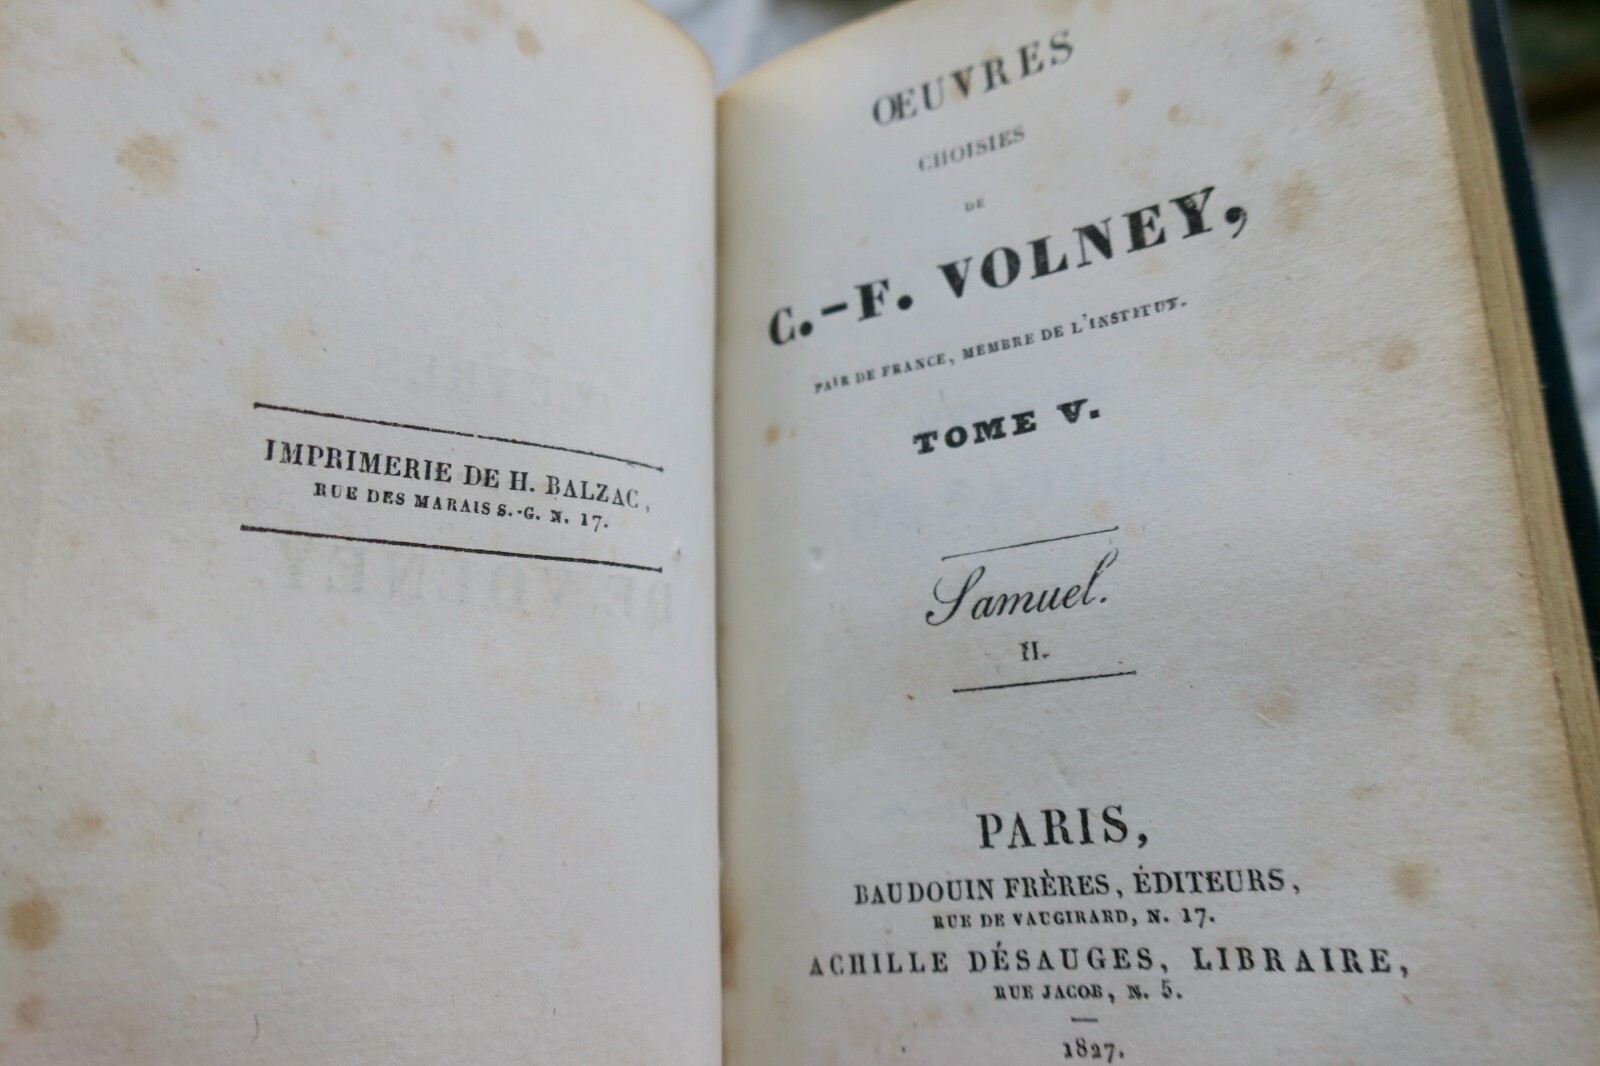 IMPRIMERIE DE H. BALZAC,
RUE DES MARAIS S.-G. N. 17.
ŒUVRES
CHOISIES
DE
C.-F. VOLNEY,
PAIR DE FRANCE, MEMBRE DE L'INSTITUT.
TOME V.
Samuel.
II.
PARIS,
BAUDOUIN FRÈRES, ÉDITEURS,
RUE DE VAUGIRARD, N. 17.
ACHILLE DÉSAUGES, LIBRAIRE,
RUE JACOB, N. 5.
1827.